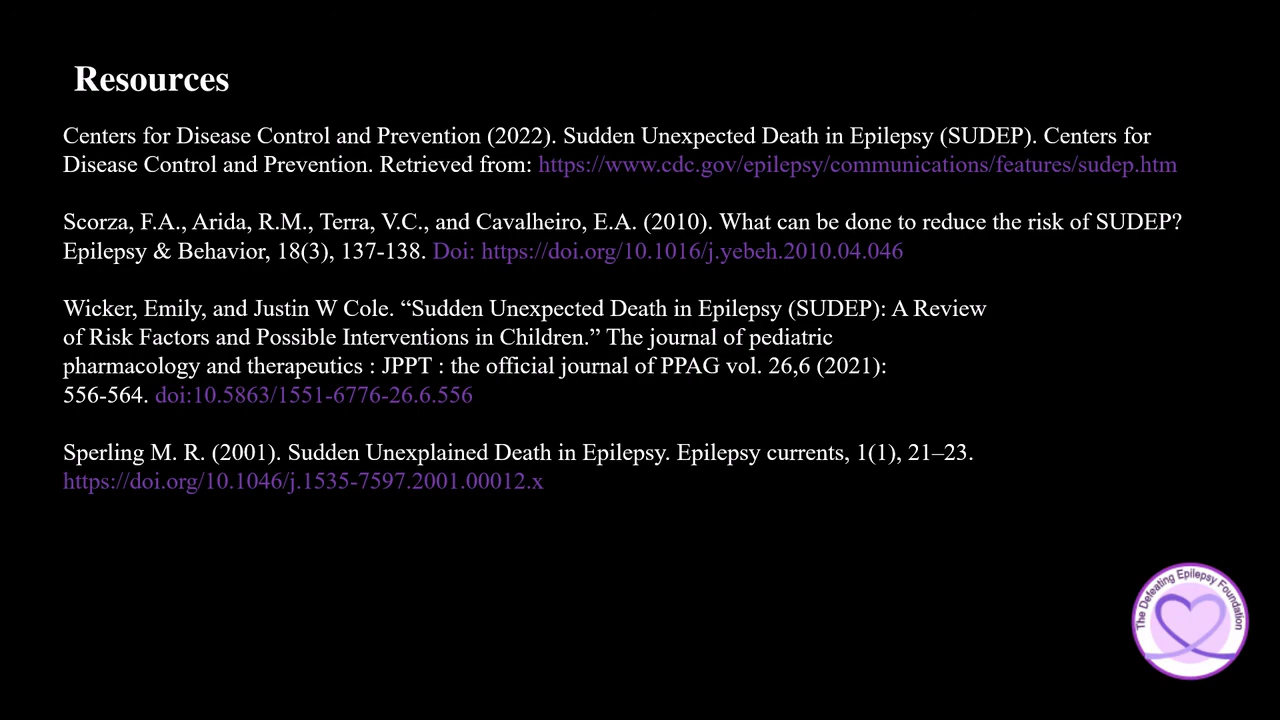 Resources
Centers for Disease Control and Prevention (2022). Sudden Unexpected Death in Epilepsy (SUDEP). Centers for
Disease Control and Prevention. Retrieved from: https://www.cdc.gov/epilepsy/communications/features/sudep.htm
Scorza, F.A., Arida, R.M., Terra, V.C., and Cavalheiro, E.A. (2010). What can be done to reduce the risk of SUDEP?
Epilepsy & Behavior, 18(3), 137-138. Doi: https://doi.org/10.1016/j.yebeh.2010.04.046
Wicker, Emily, and Justin W Cole. “Sudden Unexpected Death in Epilepsy (SUDEP): A Review
of Risk Factors and Possible Interventions in Children.” The journal of pediatric
pharmacology and therapeutics : JPPT : the official journal of PPAG vol. 26,6 (2021):
556-564. doi:10.5863/1551-6776-26.6.556
Sperling M. R. (2001). Sudden Unexplained Death in Epilepsy. Epilepsy currents, 1(1), 21–23.
https://doi.org/10.1046/j.1535-7597.2001.00012.x
The Defeating Epilepsy Foundation